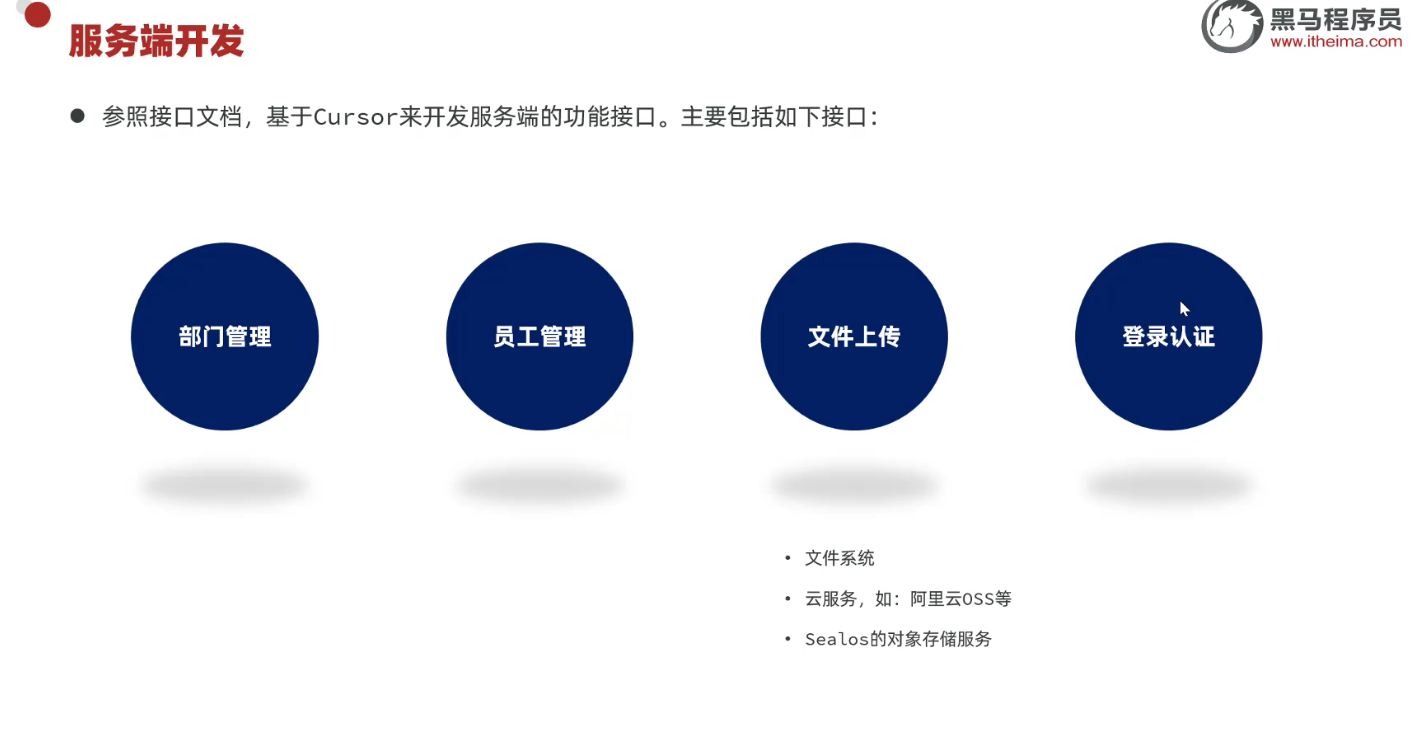 服务端开发
黑马程序员
www.itheima.com
● 参照接口文档，基于Cursor来开发服务端的功能接口。主要包括如下接口：
部门管理
员工管理
文件上传
登录认证
• 文件系统
• 云服务，如：阿里云OSS等
• Sealos的对象存储服务